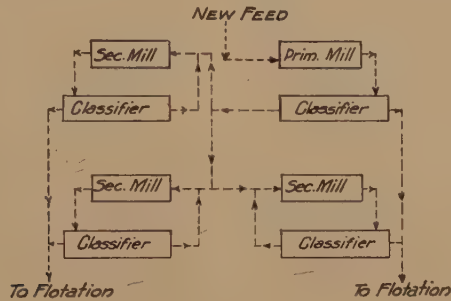 NEW FEED
Sec. Mill
Prim. Mill
Classifier
Classifier
Sec. Mill
Sec. Mill
Classifier
Classifier
To Flotation
To Flotation